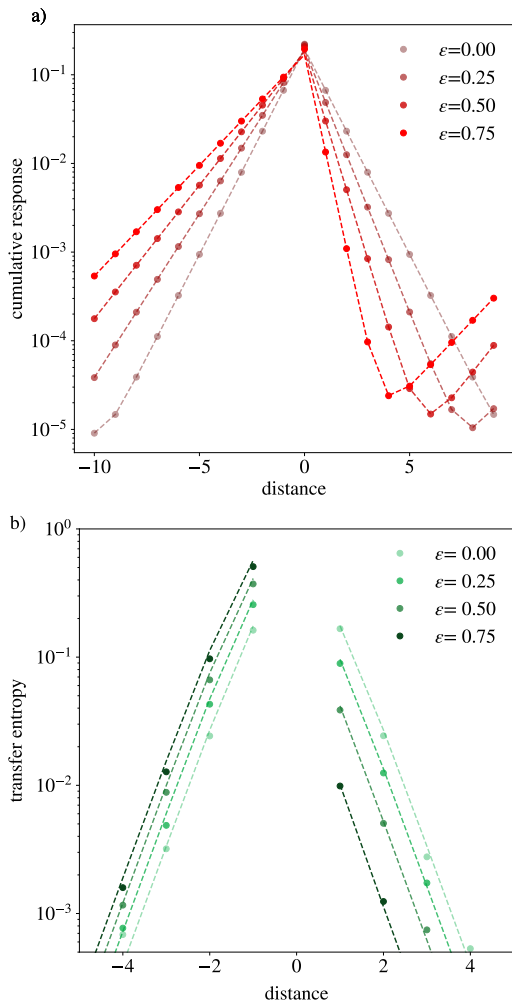 a)
10⁻¹
10⁻²
10⁻³
10⁻⁴
10⁻⁵
cumulative response
ε=0.00
ε=0.25
ε=0.50
ε=0.75
−10 −5 0 5
distance
b)
10⁰
10⁻¹
10⁻²
10⁻³
transfer entropy
ε= 0.00
ε= 0.25
ε= 0.50
ε= 0.75
−4 −2 0 2 4
distance